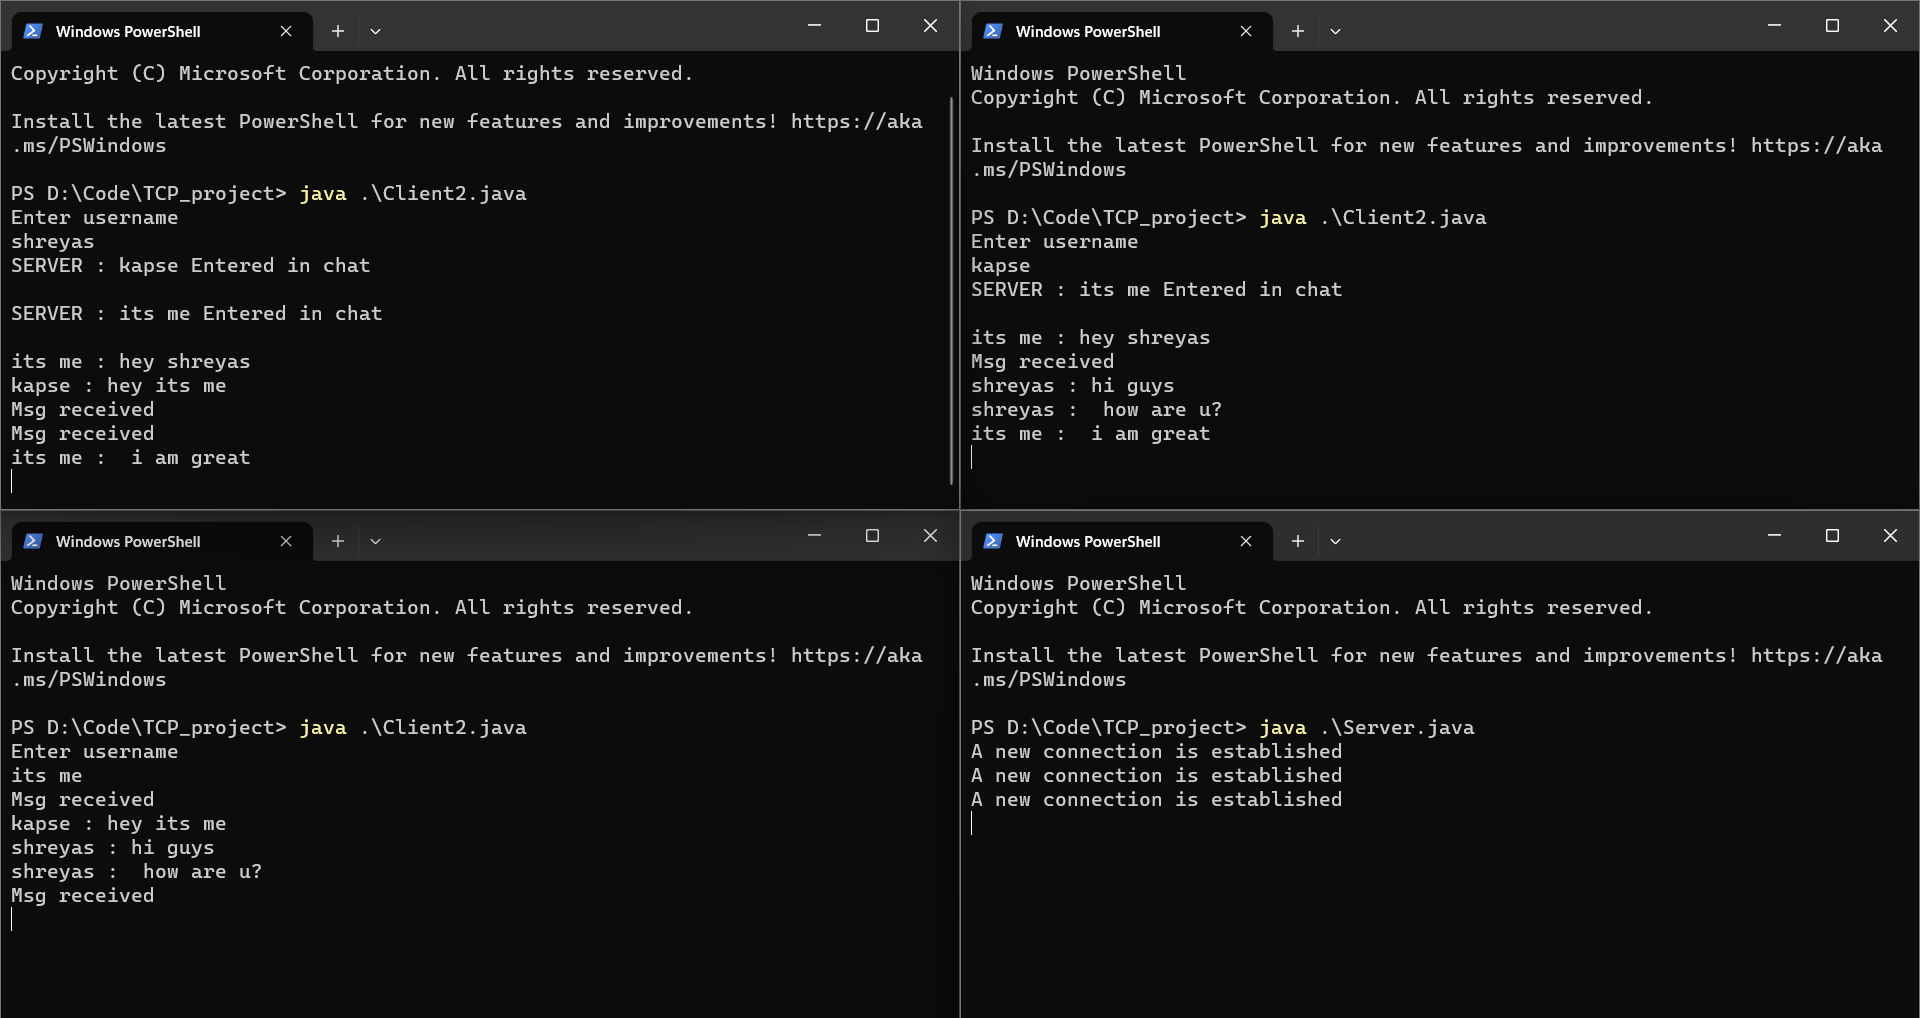 Windows PowerShell
Copyright (C) Microsoft Corporation. All rights reserved.
Install the latest PowerShell for new features and improvements! https://aka
.ms/PSWindows
PS D:\Code\TCP_project> java .\Client2.java
Enter username
shreyas
SERVER : kapse Entered in chat
SERVER : its me Entered in chat
its me : hey shreyas
kapse : hey its me
Msg received
Msg received
its me :  i am great
Windows PowerShell
Windows PowerShell
Copyright (C) Microsoft Corporation. All rights reserved.
Install the latest PowerShell for new features and improvements! https://aka
.ms/PSWindows
PS D:\Code\TCP_project> java .\Client2.java
Enter username
kapse
SERVER : its me Entered in chat
its me : hey shreyas
Msg received
shreyas : hi guys
shreyas :  how are u?
its me :  i am great
Windows PowerShell
Windows PowerShell
Copyright (C) Microsoft Corporation. All rights reserved.
Install the latest PowerShell for new features and improvements! https://aka
.ms/PSWindows
PS D:\Code\TCP_project> java .\Client2.java
Enter username
its me
Msg received
kapse : hey its me
shreyas : hi guys
shreyas :  how are u?
Msg received
Windows PowerShell
Windows PowerShell
Copyright (C) Microsoft Corporation. All rights reserved.
Install the latest PowerShell for new features and improvements! https://aka
.ms/PSWindows
PS D:\Code\TCP_project> java .\Server.java
A new connection is established
A new connection is established
A new connection is established